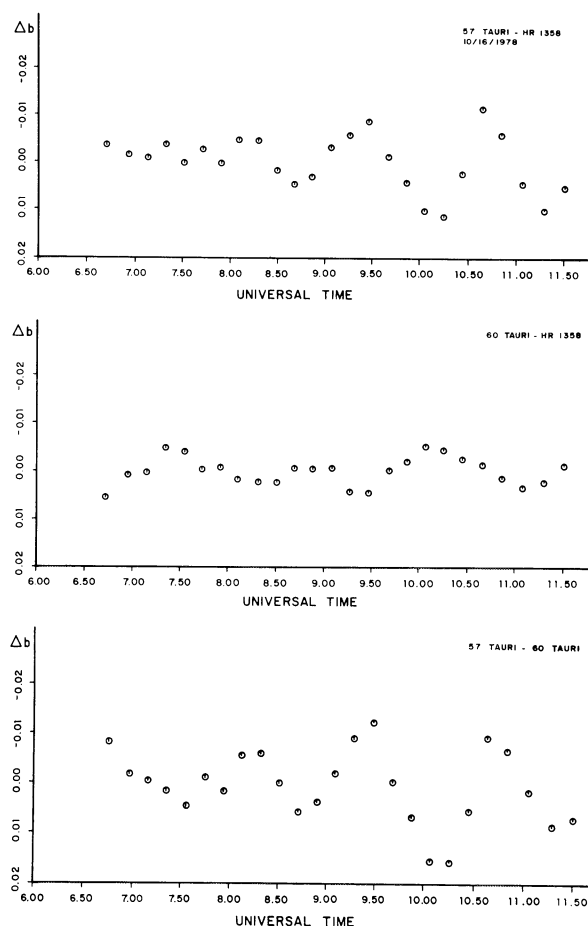 Δb
57 TAURI - HR 1358
10/16/1978
-0.02
-0.01
0.00
0.01
0.02
6.00 6.50 7.00 7.50 8.00 8.50 9.00 9.50 10.00 10.50 11.00 11.50
UNIVERSAL TIME
Δb
60 TAURI - HR 1358
-0.02
-0.01
0.00
0.01
0.02
6.00 6.50 7.00 7.50 8.00 8.50 9.00 9.50 10.00 10.50 11.00 11.50
UNIVERSAL TIME
Δb
57 TAURI - 60 TAURI
-0.02
-0.01
0.00
0.01
0.02
6.00 6.50 7.00 7.50 8.00 8.50 9.00 9.50 10.00 10.50 11.00 11.50
UNIVERSAL TIME